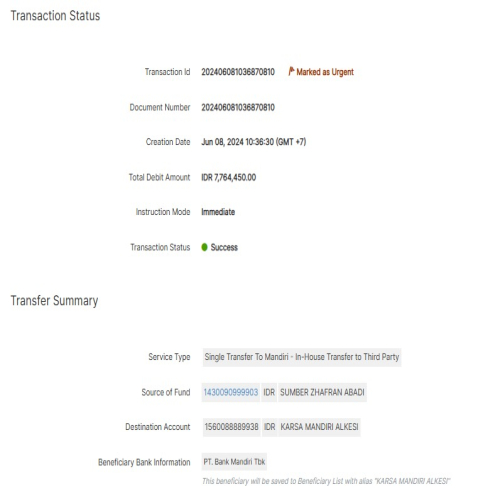 Transaction Status
Transaction Id 202406081036870810 Marked as Urgent
Document Number 202406081036870810
Creation Date Jun 08, 2024 10:36:30 (GMT +7)
Total Debit Amount IDR 7,764,450.00
Instruction Mode Immediate
Transaction Status Success
Transfer Summary
Service Type Single Transfer To Mandiri - In-House Transfer to Third Party
Source of Fund 1430090999903 IDR SUMBER ZHAFRAN ABADI
Destination Account 1560088889938 IDR KARSA MANDIRI ALKESI
Beneficiary Bank Information PT. Bank Mandiri Tbk
This beneficiary will be saved to Beneficiary List with alias "KARSA MANDIRI ALKESI"